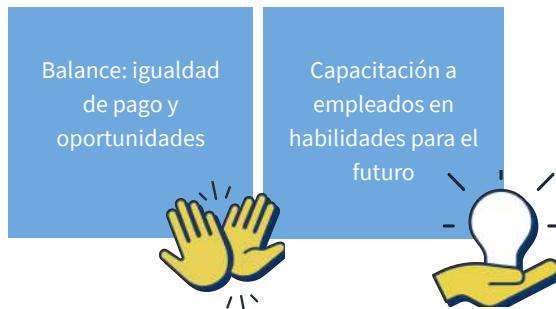 Balance: igualdad
de pago y
oportunidades
Capacitación a
empleados en
habilidades para el
futuro